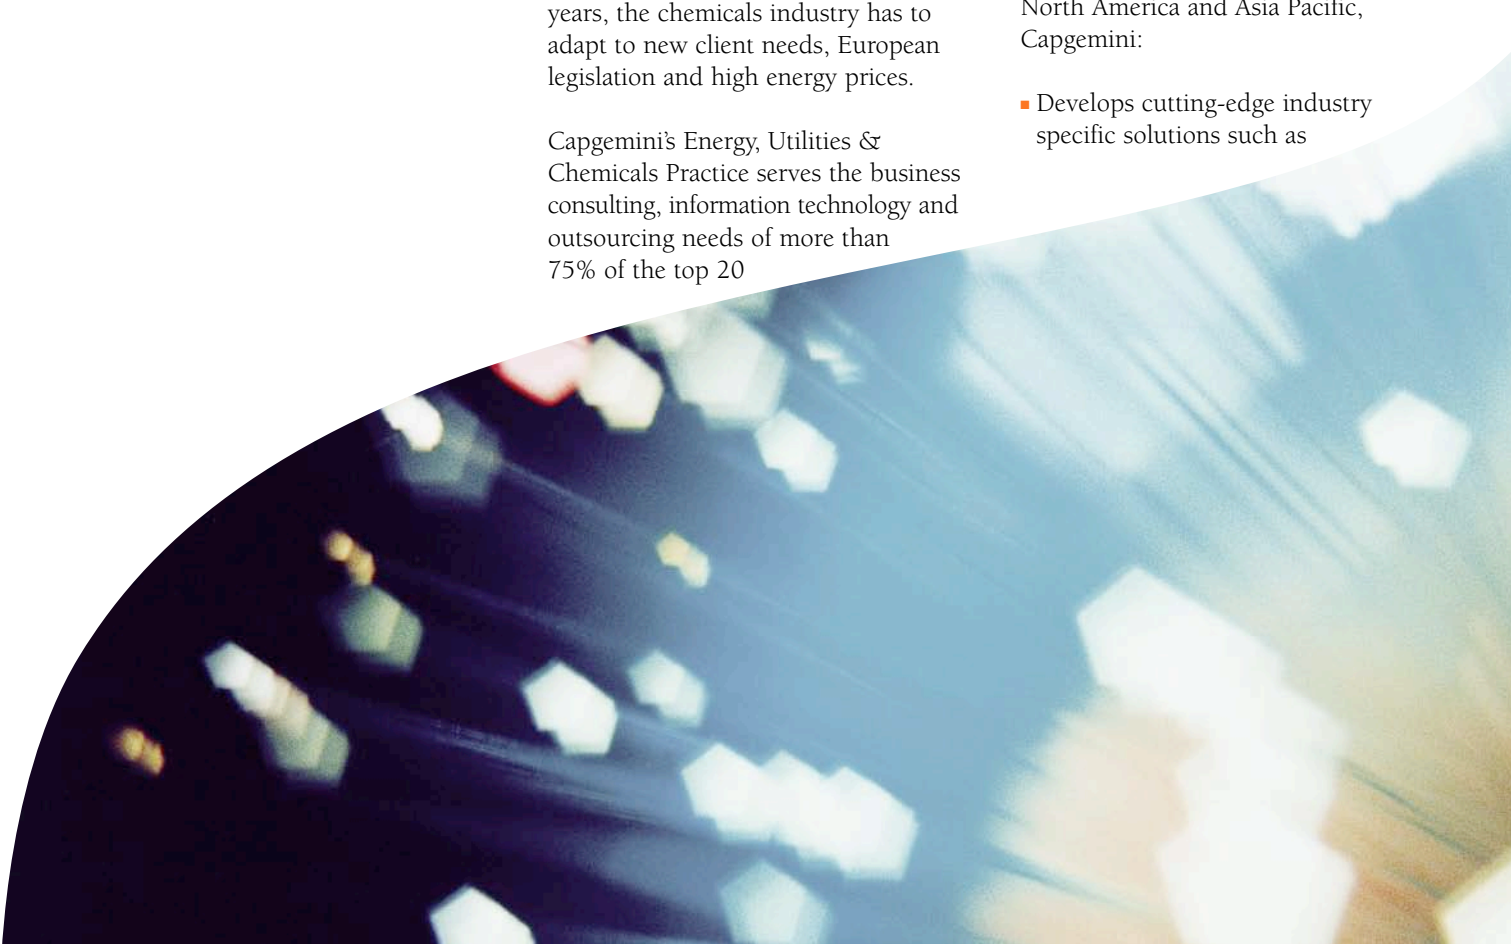 years, the chemicals industry has to
adapt to new client needs, European
legislation and high energy prices.
Capgemini's Energy, Utilities &
Chemicals Practice serves the business
consulting, information technology and
outsourcing needs of more than
75% of the top 20
North America and Asia Pacific,
Capgemini:
Develops cutting-edge industry
specific solutions such as